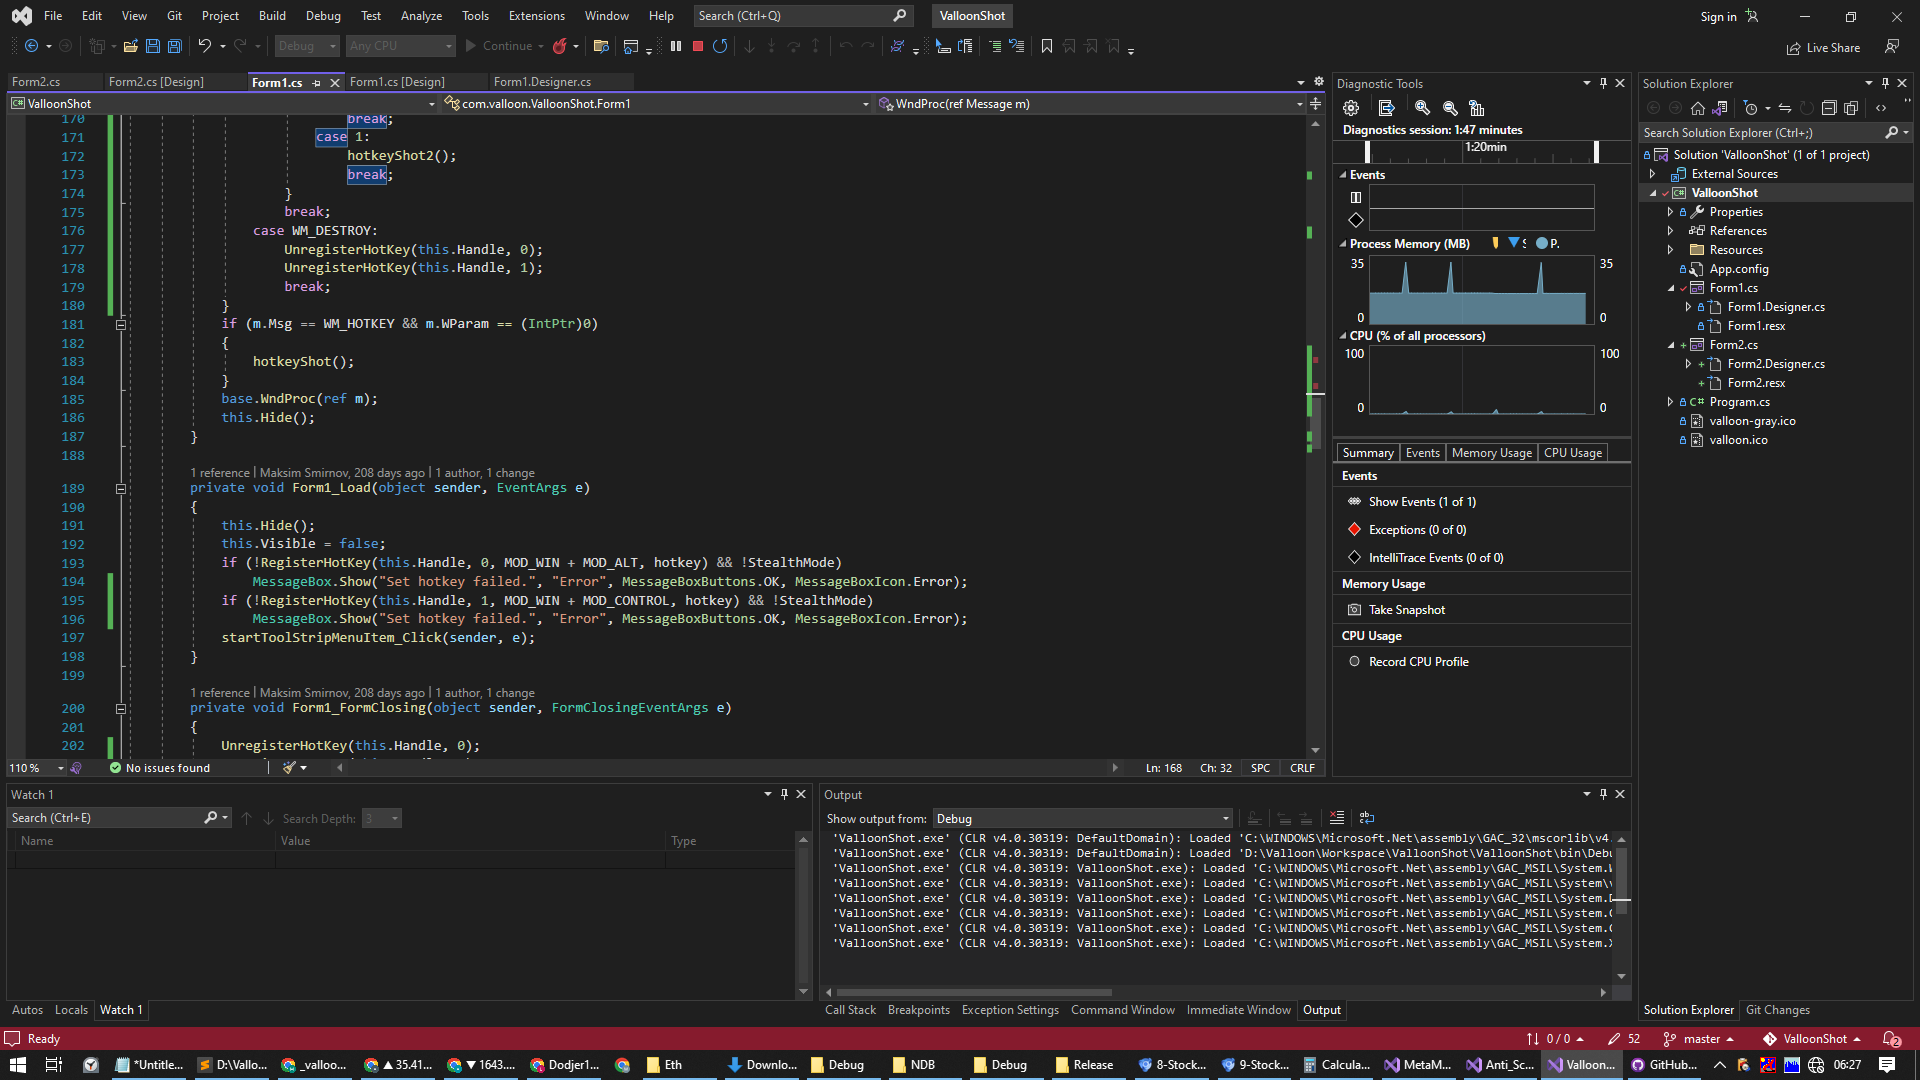 File Edit View Git Project Build Debug Test Analyze Tools Extensions Window Help Search (Ctrl+Q) ValloonShot Sign in
Debug Any CPU Continue Live Share
Form2.cs Form2.cs [Design] Form1.cs Form1.cs [Design] Form1.Designer.cs
ValloonShot com.valloon.ValloonShot.Form1 WndProc(ref Message m)
170 break;
171 case 1:
172 hotkeyShot2();
173 break;
174 }
175 break;
176 case WM_DESTROY:
177 UnregisterHotKey(this.Handle, 0);
178 UnregisterHotKey(this.Handle, 1);
179 break;
180 }
181 if (m.Msg == WM_HOTKEY && m.WParam == (IntPtr)0)
182 {
183 hotkeyShot();
184 }
185 base.WndProc(ref m);
186 this.Hide();
187 }
188
1 reference | Maksim Smirnov, 208 days ago | 1 author, 1 change
189 private void Form1_Load(object sender, EventArgs e)
190 {
191 this.Hide();
192 this.Visible = false;
193 if (!RegisterHotKey(this.Handle, 0, MOD_WIN + MOD_ALT, hotkey) && !StealthMode)
194 MessageBox.Show("Set hotkey failed.", "Error", MessageBoxButtons.OK, MessageBoxIcon.Error);
195 if (!RegisterHotKey(this.Handle, 1, MOD_WIN + MOD_CONTROL, hotkey) && !StealthMode)
196 MessageBox.Show("Set hotkey failed.", "Error", MessageBoxButtons.OK, MessageBoxIcon.Error);
197 startToolStripMenuItem_Click(sender, e);
198 }
199
1 reference | Maksim Smirnov, 208 days ago | 1 author, 1 change
200 private void Form1_FormClosing(object sender, FormClosingEventArgs e)
201 {
202 UnregisterHotKey(this.Handle, 0);
110 % No issues found Ln: 168 Ch: 32 SPC CRLF
Diagnostic Tools
Diagnostics session: 1:47 minutes
1:20min
Events
Process Memory (MB) S P.
35 35
0 0
CPU (% of all processors)
100 100
0 0
Summary Events Memory Usage CPU Usage
Events
Show Events (1 of 1)
Exceptions (0 of 0)
IntelliTrace Events (0 of 0)
Memory Usage
Take Snapshot
CPU Usage
Record CPU Profile
Solution Explorer
Search Solution Explorer (Ctrl+;)
Solution 'ValloonShot' (1 of 1 project)
External Sources
C# ValloonShot
Properties
References
Resources
App.config
Form1.cs
Form1.Designer.cs
Form1.resx
Form2.cs
Form2.Designer.cs
Form2.resx
C# Program.cs
valloon-gray.ico
valloon.ico
Watch 1
Search (Ctrl+E) Search Depth: 3
Name Value Type
Autos Locals Watch 1
Output
Show output from: Debug
'ValloonShot.exe' (CLR v4.0.30319: DefaultDomain): Loaded 'C:\WINDOWS\Microsoft.Net\assembly\GAC_32\mscorlib\v4.
'ValloonShot.exe' (CLR v4.0.30319: DefaultDomain): Loaded 'D:\Valloon\Workspace\ValloonShot\ValloonShot\bin\Debu
'ValloonShot.exe' (CLR v4.0.30319: ValloonShot.exe): Loaded 'C:\WINDOWS\Microsoft.Net\assembly\GAC_MSIL\System.W
'ValloonShot.exe' (CLR v4.0.30319: ValloonShot.exe): Loaded 'C:\WINDOWS\Microsoft.Net\assembly\GAC_MSIL\System\v
'ValloonShot.exe' (CLR v4.0.30319: ValloonShot.exe): Loaded 'C:\WINDOWS\Microsoft.Net\assembly\GAC_MSIL\System.D
'ValloonShot.exe' (CLR v4.0.30319: ValloonShot.exe): Loaded 'C:\WINDOWS\Microsoft.Net\assembly\GAC_MSIL\System.C
'ValloonShot.exe' (CLR v4.0.30319: ValloonShot.exe): Loaded 'C:\WINDOWS\Microsoft.Net\assembly\GAC_MSIL\System.C
'ValloonShot.exe' (CLR v4.0.30319: ValloonShot.exe): Loaded 'C:\WINDOWS\Microsoft.Net\assembly\GAC_MSIL\System.X
Call Stack Breakpoints Exception Settings Command Window Immediate Window Output
Solution Explorer Git Changes
Ready 0 / 0 52 master ValloonShot 2
*Untitle... D:\Vallo... _valloo... ▲ 35.41... ▼ 1643.... Dodjer1... Eth Downlo... Debug NDB Debug Release 8-Stock... 9-Stock... Calcula... MetaM... Anti_Sc... Valloon... GitHub... 06:27